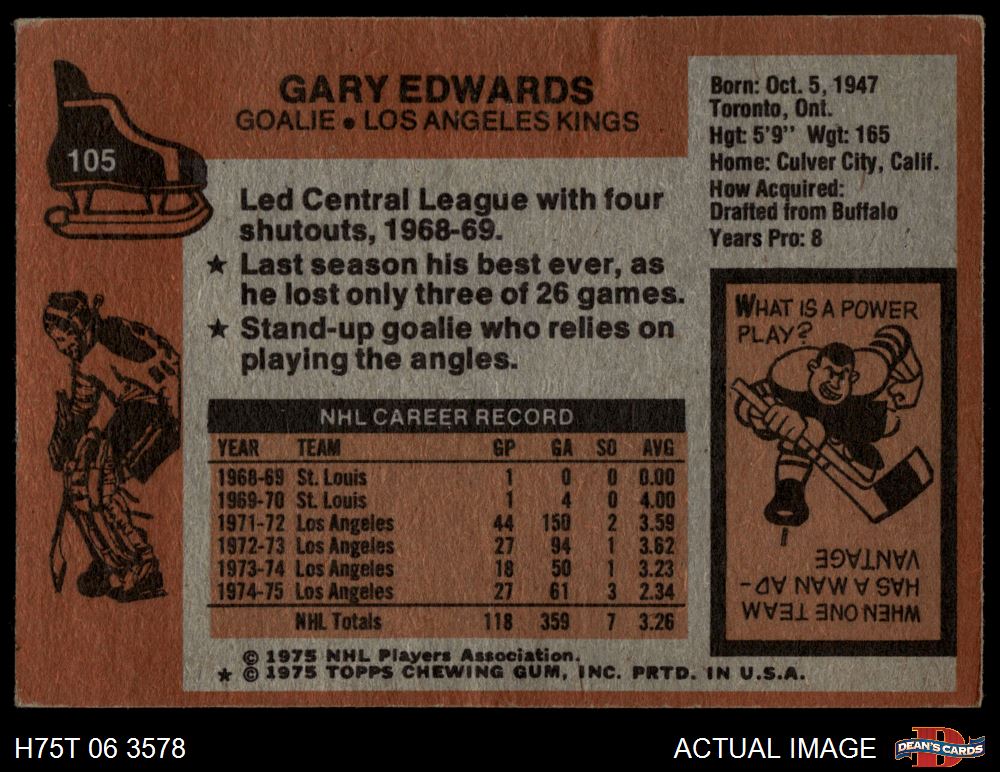 105
GARY EDWARDS
GOALIE • LOS ANGELES KINGS
Born: Oct. 5, 1947
Toronto, Ont.
Hgt: 5'9" Wgt: 165
Home: Culver City, Calif.
How Acquired:
Drafted from Buffalo
Years Pro: 8
Led Central League with four
shutouts, 1968-69.
★ Last season his best ever, as
he lost only three of 26 games.
★ Stand-up goalie who relies on
playing the angles.
NHL CAREER RECORD
YEAR TEAM GP GA SO AVG
1968-69 St. Louis 1 0 0 0.00
1969-70 St. Louis 1 4 0 4.00
1971-72 Los Angeles 44 150 2 3.59
1972-73 Los Angeles 27 94 1 3.62
1973-74 Los Angeles 18 50 1 3.23
1974-75 Los Angeles 27 61 3 2.34
NHL Totals 118 359 7 3.26
© 1975 NHL Players Association.
★ © 1975 TOPPS CHEWING GUM, INC. PRTD. IN U.S.A.
WHAT IS A POWER
PLAY?
WHEN ONE TEAM
HAS A MAN AD-
VANTAGE
H75T 06 3578
ACTUAL IMAGE
D
DEAN'S CARDS